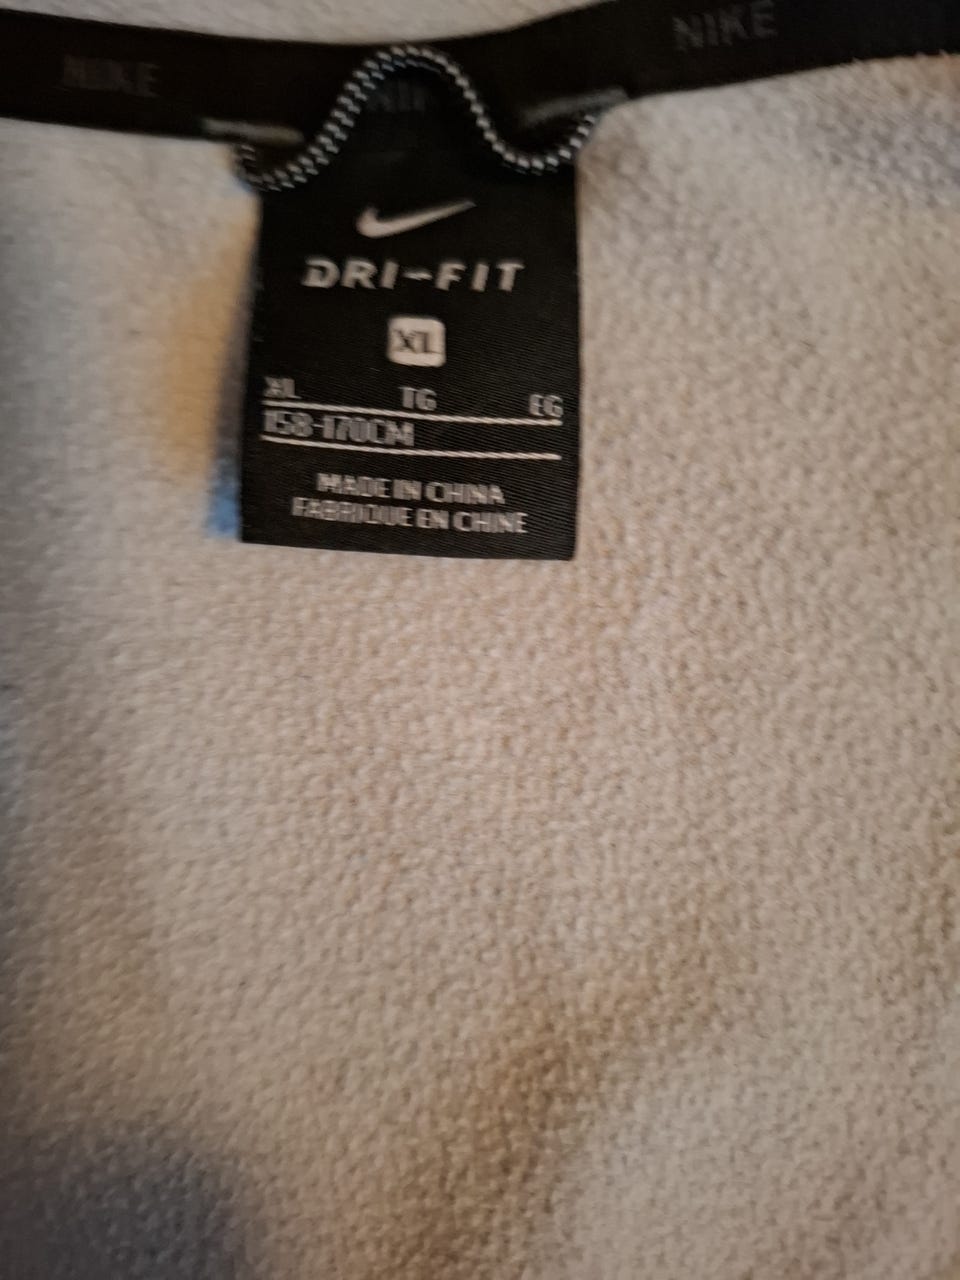 NIKE
NIKE
DRI-FIT
XL
XL TG EG
158-170CM
MADE IN CHINA
FABRIQUE EN CHINE